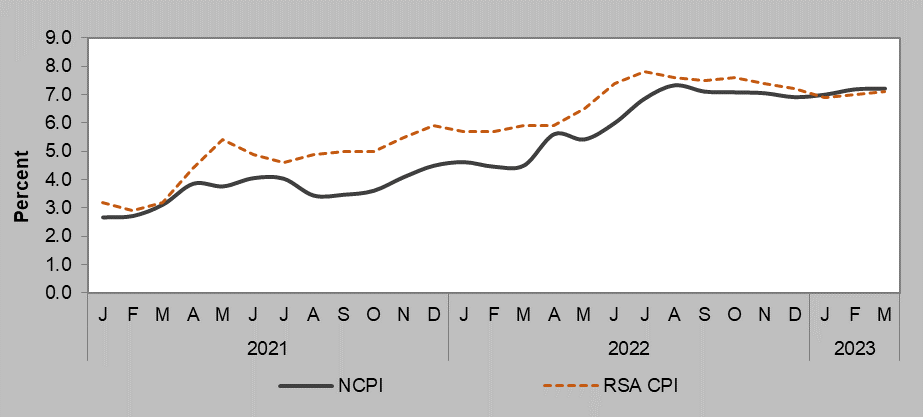 Percent
9.0
8.0
7.0
6.0
5.0
4.0
3.0
2.0
1.0
0.0
J F M A M J J A S O N D J F M A M J J A S O N D J F M
2021 2022 2023
NCPI RSA CPI